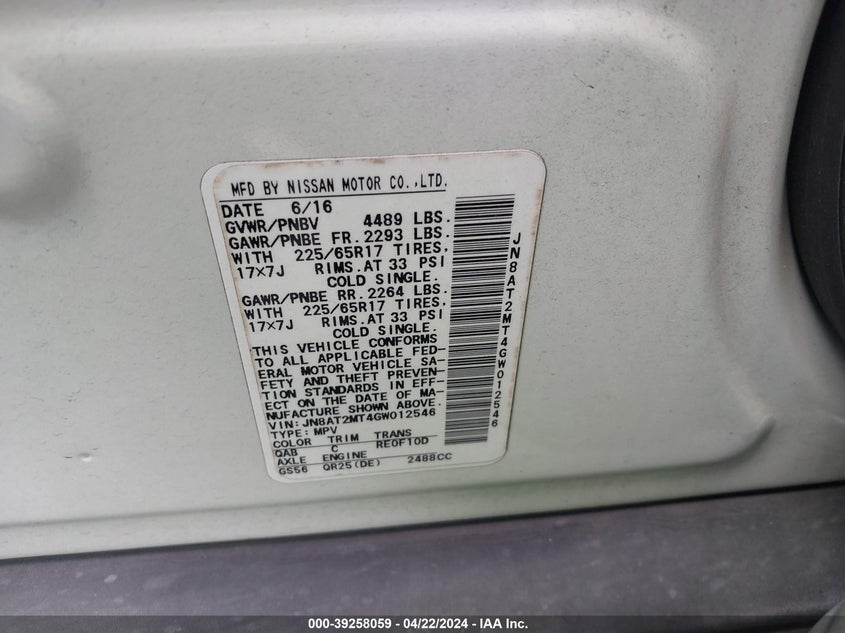 MFD BY NISSAN MOTOR CO.,LTD.
DATE 6/16
GVWR/PNBV 4489 LBS.
GAWR/PNBE FR. 2293 LBS.
WITH 225/65R17 TIRES,
17×7J RIMS.AT 33 PSI
COLD SINGLE.
GAWR/PNBE RR. 2264 LBS.
WITH 225/65R17 TIRES,
17×7J RIMS.AT 33 PSI
COLD SINGLE.
THIS VEHICLE CONFORMS
TO ALL APPLICABLE FED-
ERAL MOTOR VEHICLE SA-
FETY AND THEFT PREVEN-
TION STANDARDS IN EFF-
ECT ON THE DATE OF MA-
NUFACTURE SHOWN ABOVE.
VIN:JN8AT2MT4GW012546
TYPE:MPV
COLOR TRIM TRANS
QAB C RE0F10D
AXLE ENGINE
GS56 QR25(DE) 2488CC
JN8AT2MT4GW012546
000-39258059 - 04/22/2024 - IAA Inc.